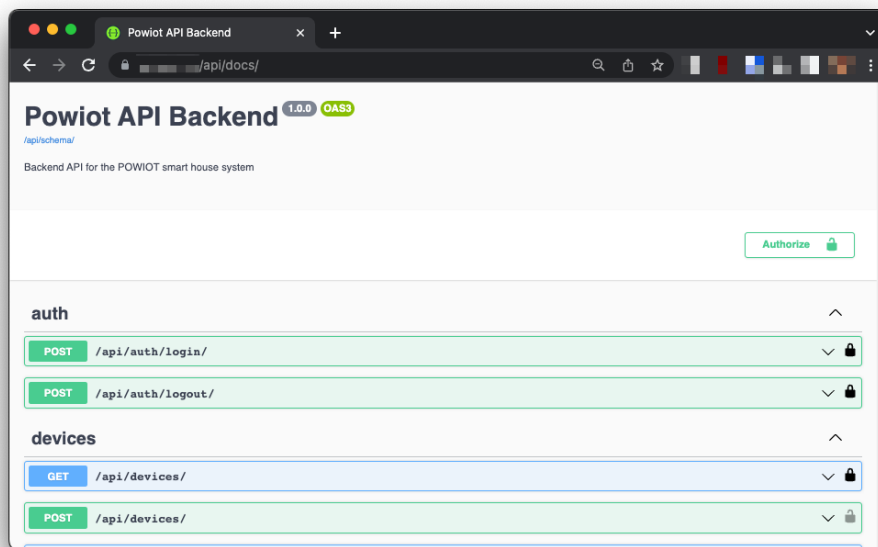 Powiot API Backend
/api/docs/
Powiot API Backend 1.0.0 OAS3
/api/schema/
Backend API for the POWIOT smart house system
Authorize
auth
POST /api/auth/login/
POST /api/auth/logout/
devices
GET /api/devices/
POST /api/devices/